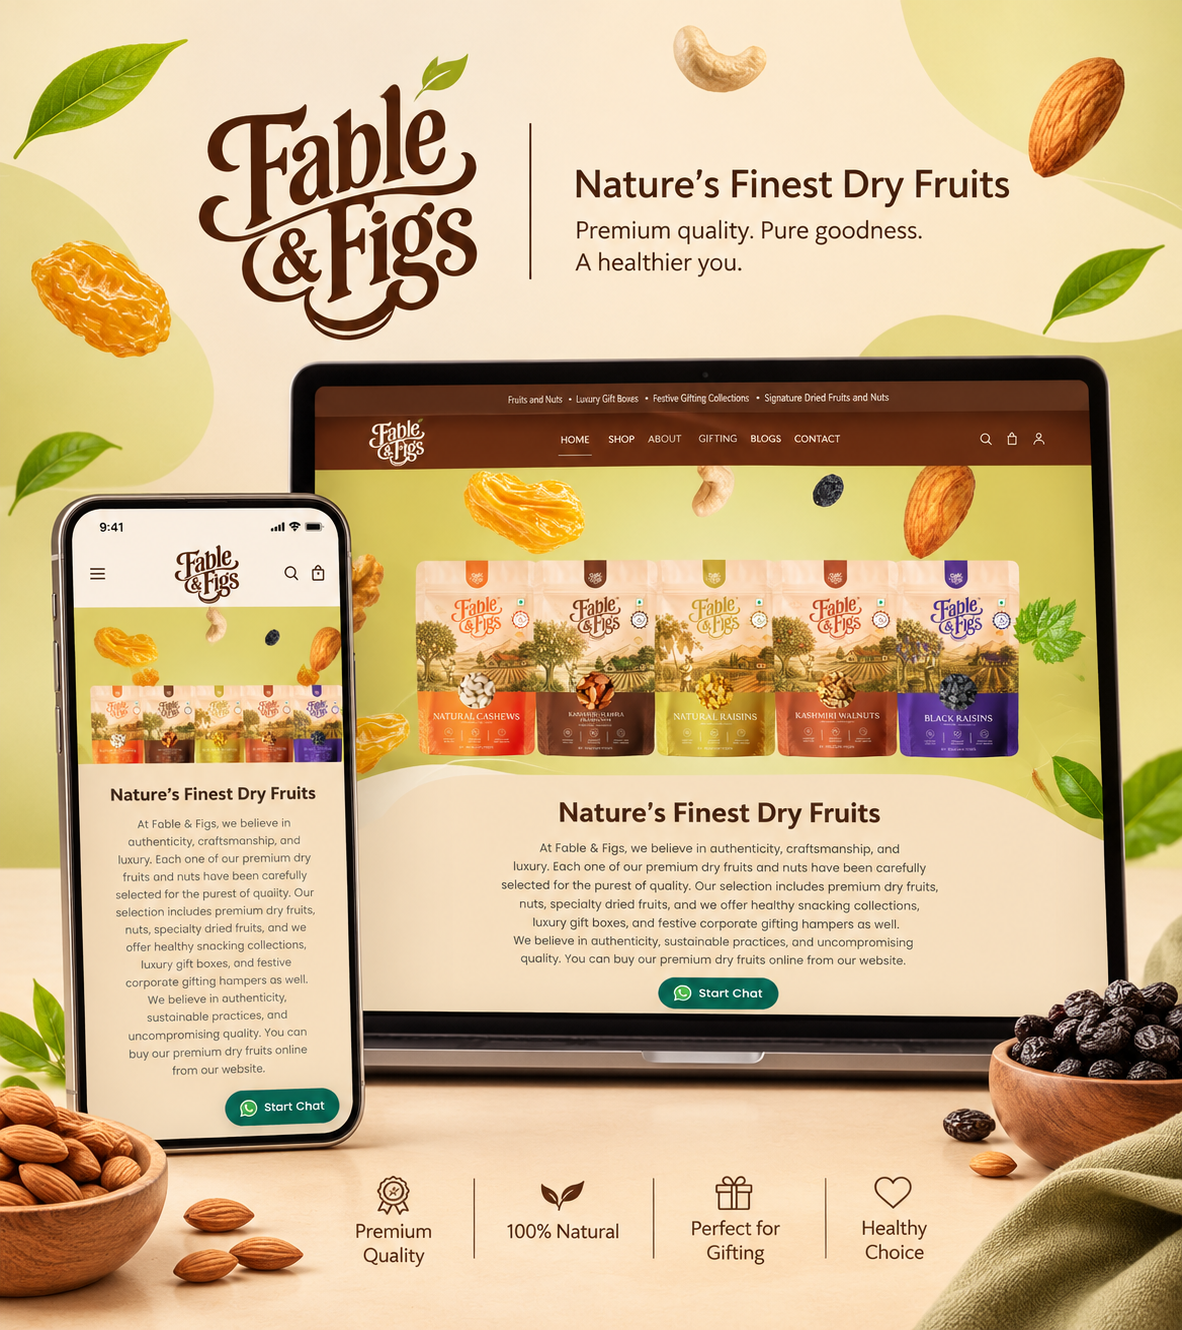 Fable
& Figs
Nature's Finest Dry Fruits
Premium quality. Pure goodness.
A healthier you.
Fruits and Nuts • Luxury Gift Boxes • Festive Gifting Collections • Signature Dried Fruits and Nuts
Fable
& Figs
HOME SHOP ABOUT GIFTING BLOGS CONTACT
Fable
& Figs
NATURAL CASHEWS
Fable
& Figs
Fable
& Figs
NATURAL RAISINS
Fable
& Figs
KASHMIRI WALNUTS
Fable
& Figs
BLACK RAISINS
Nature's Finest Dry Fruits
At Fable & Figs, we believe in authenticity, craftsmanship, and
luxury. Each one of our premium dry fruits and nuts have been carefully
selected for the purest of quality. Our selection includes premium dry fruits,
nuts, specialty dried fruits, and we offer healthy snacking collections,
luxury gift boxes, and festive corporate gifting hampers as well.
We believe in authenticity, sustainable practices, and uncompromising
quality. You can buy our premium dry fruits online from our website.
Start Chat
9:41
Fable
& Figs
Nature's Finest Dry Fruits
At Fable & Figs, we believe in
authenticity, craftsmanship, and
luxury. Each one of our premium dry
fruits and nuts have been carefully
selected for the purest of quality. Our
selection includes premium dry fruits,
nuts, specialty dried fruits, and we
offer healthy snacking collections,
luxury gift boxes, and festive
corporate gifting hampers as well.
We believe in authenticity,
sustainable practices, and
uncompromising quality. You can
buy our premium dry fruits online
from our website.
Start Chat
Premium
Quality
100% Natural
Perfect for
Gifting
Healthy
Choice